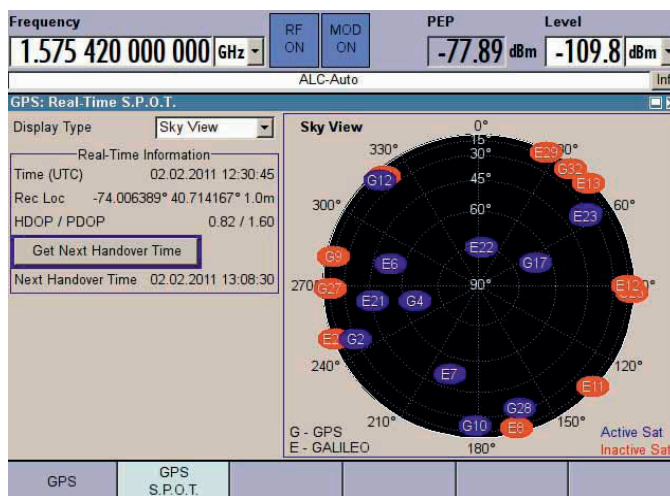 Frequency
1.575 420 000 000 GHz
RF ON
MOD ON
PEP
-77.89 dBm
Level
-109.8 dBm
ALC-Auto
Inf
GPS: Real-Time S.P.O.T.
Display Type Sky View
Real-Time Information
Time (UTC) 02.02.2011 12:30:45
Rec Loc -74.006389° 40.714167° 1.0m
HDOP / PDOP 0.82 / 1.60
Get Next Handover Time
Next Handover Time 02.02.2011 13:08:30
Sky View
0°
15°
30°
45°
60°
90°
330°
30°
300°
60°
270°
240°
120°
210°
150°
180°
E29
G32
E13
G12
E23
E22
G17
G9
E6
G27
E21
G4
E12
G2
E7
E11
G28
G10
E8
G - GPS
E - GALILEO
Active Sat
Inactive Sat
GPS
GPS
S.P.O.T.